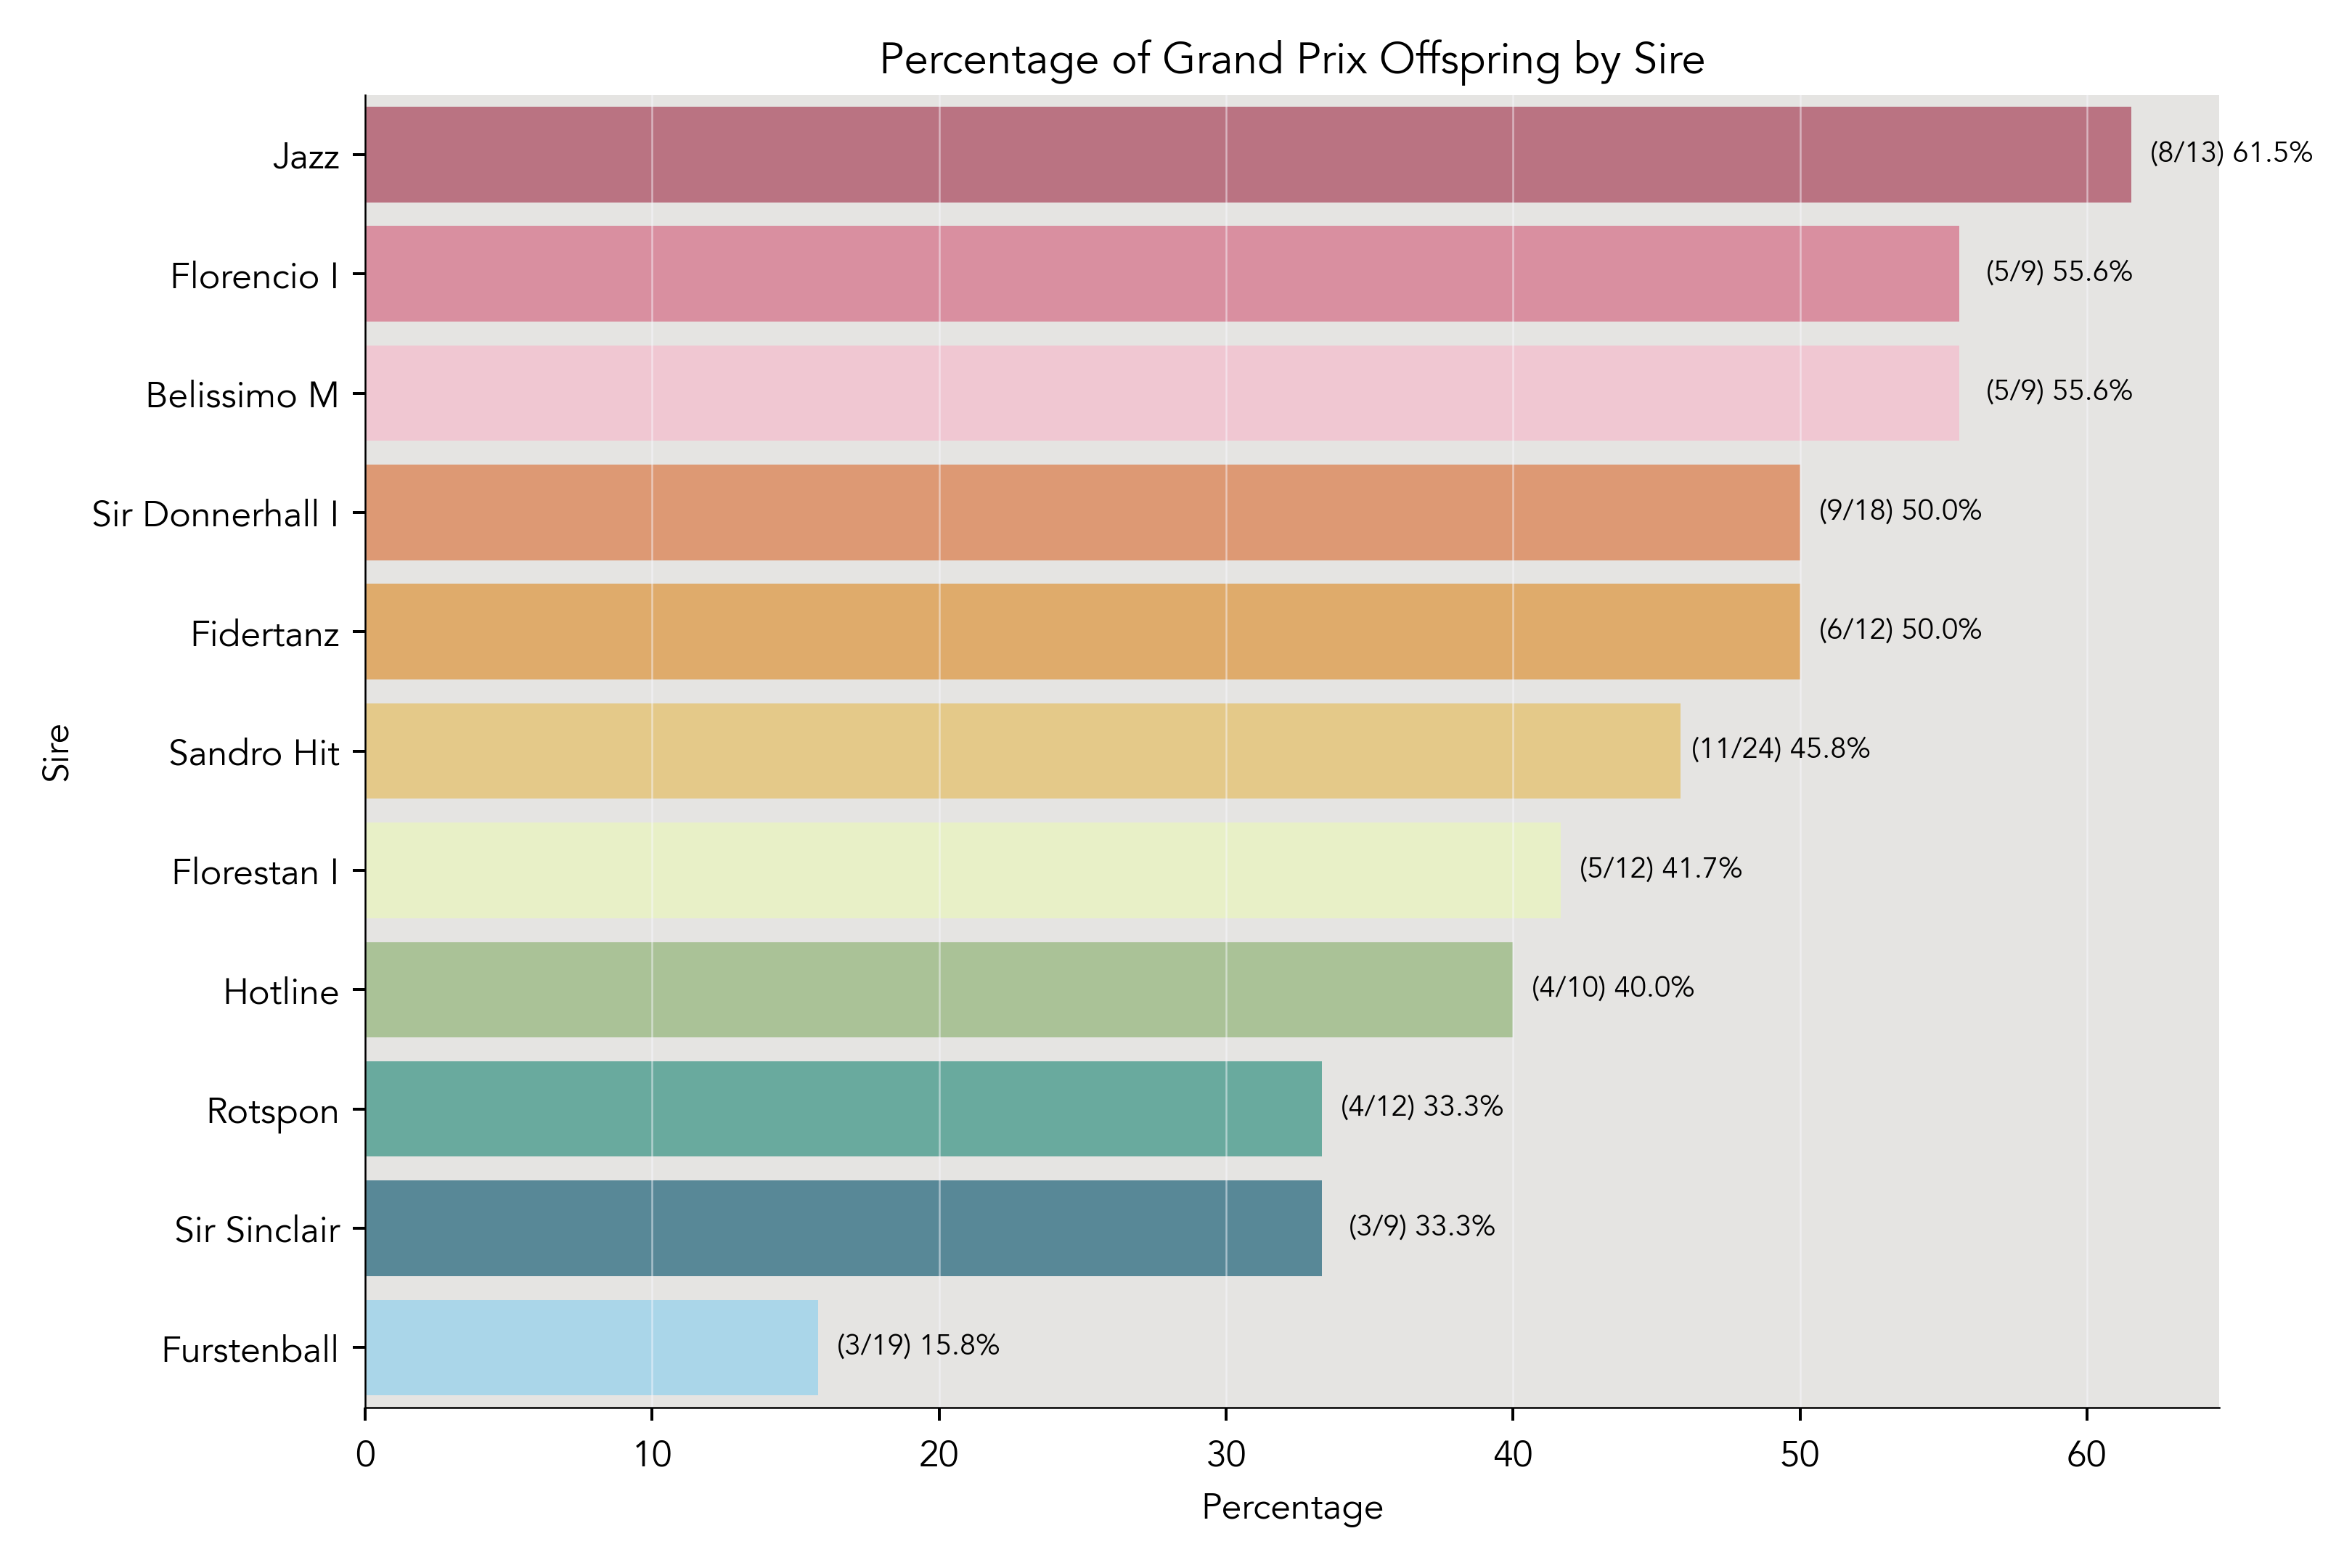 Percentage of Grand Prix Offspring by Sire
Jazz (8/13) 61.5%
Florencio I (5/9) 55.6%
Belissimo M (5/9) 55.6%
Sir Donnerhall I (9/18) 50.0%
Fidertanz (6/12) 50.0%
Sandro Hit (11/24) 45.8%
Florestan I (5/12) 41.7%
Hotline (4/10) 40.0%
Rotspon (4/12) 33.3%
Sir Sinclair (3/9) 33.3%
Furstenball (3/19) 15.8%
Sire
0 10 20 30 40 50 60
Percentage